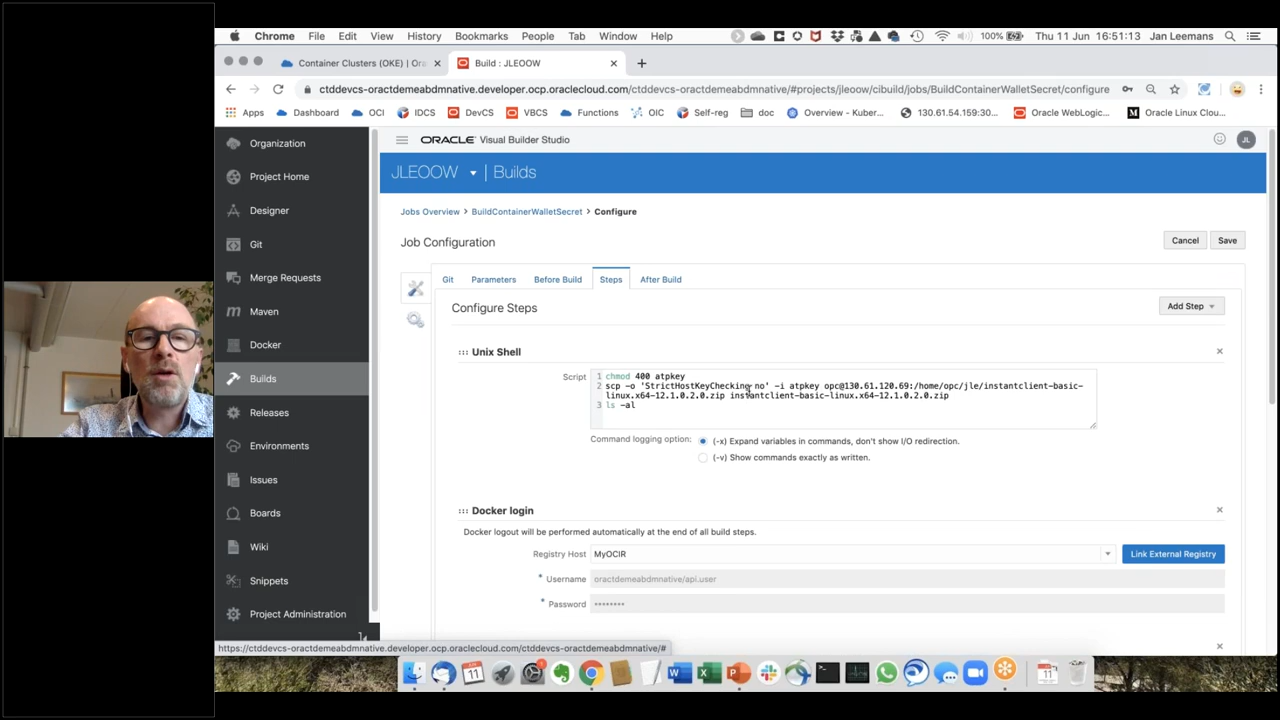 Chrome File Edit View History Bookmarks People Tab Window Help 100% Thu 11 Jun 16:51:13 Jan Leemans
Container Clusters (OKE) | Ora
Build : JLEOOW
ctddevcs-oractdemeabdmnative.developer.ocp.oraclecloud.com/ctddevcs-oractdemeabdmnative/#projects/jleoow/cibuild/jobs/BuildContainerWalletSecret/configure
Apps Dashboard OCI IDCS DevCS VBCS Functions OIC Self-reg doc Overview - Kuber... 130.61.54.159:30... Oracle WebLogic... Oracle Linux Clou...
Organization
Project Home
Designer
Git
Merge Requests
Maven
Docker
Builds
Releases
Environments
Issues
Boards
Wiki
Snippets
Project Administration
ORACLE Visual Builder Studio
JL
JLEOOW | Builds
Jobs Overview > BuildContainerWalletSecret > Configure
Job Configuration
Cancel Save
Git Parameters Before Build Steps After Build
Configure Steps
Add Step
Unix Shell
Script
1 chmod 400 atpkey
2 scp -o 'StrictHostKeyChecking no' -i atpkey opc@130.61.120.69:/home/opc/jle/instantclient-basic-
linux.x64-12.1.0.2.0.zip instantclient-basic-linux.x64-12.1.0.2.0.zip
3 ls -al
Command logging option: (-x) Expand variables in commands, don't show I/O redirection.
(-v) Show commands exactly as written.
Docker login
Docker logout will be performed automatically at the end of all build steps.
Registry Host MyOCIR Link External Registry
* Username oractdemeabdmnative/api.user
* Password ********
https://ctddevcs-oractdemeabdmnative.developer.ocp.oraclecloud.com/ctddevcs-oractdemeabdmnative/#